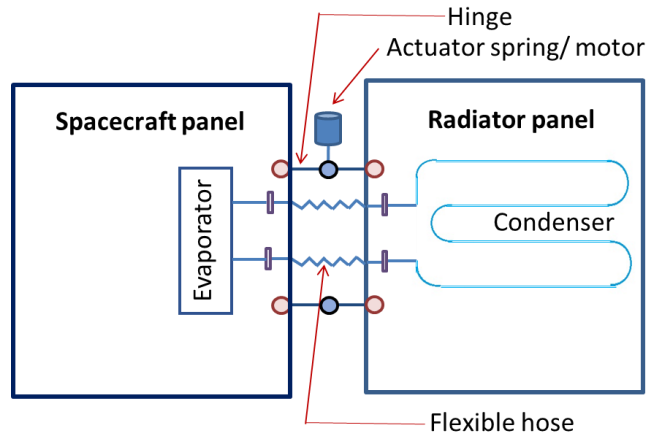 Hinge
Actuator spring/ motor
Spacecraft panel
Radiator panel
Evaporator
Condenser
Flexible hose